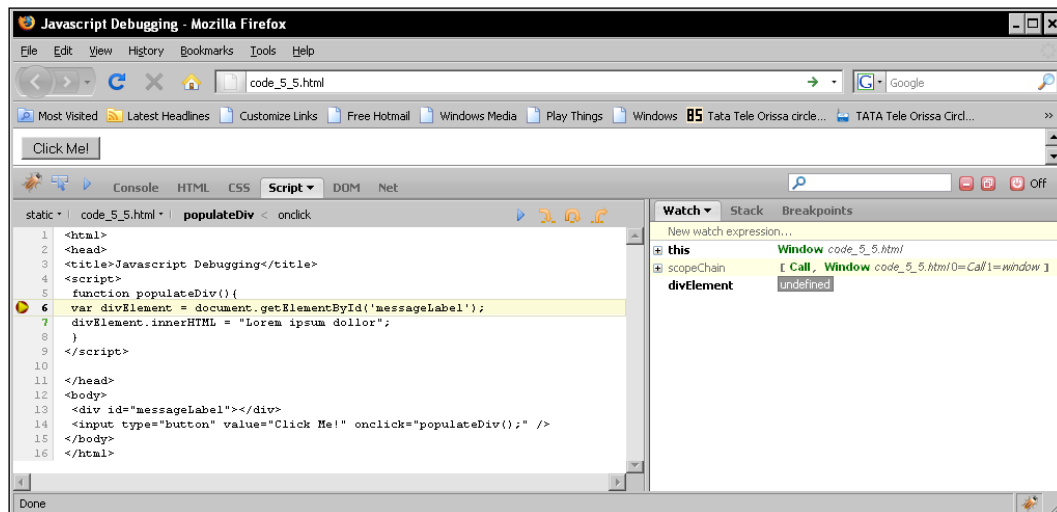 Javascript Debugging - Mozilla Firefox
File Edit View History Bookmarks Tools Help
code_5_5.html
G Google
Most Visited Latest Headlines Customize Links Free Hotmail Windows Media Play Things Windows 85 Tata Tele Orissa circle... TATA Tele Orissa Circl... »
Click Me!
Console HTML CSS Script DOM Net
Off
static code_5_5.html populateDiv < onclick
1 <html>
2 <head>
3 <title>Javascript Debugging</title>
4 <script>
5 function populateDiv(){
6 var divElement = document.getElementById('messageLabel');
7 divElement.innerHTML = "Lorem ipsum dollor";
8 }
9 </script>
10
11 </head>
12 <body>
13 <div id="messageLabel"></div>
14 <input type="button" value="Click Me!" onclick="populateDiv();" />
15 </body>
16 </html>
Watch Stack Breakpoints
New watch expression...
this Window code_5_5.html
scopeChain [ Call, Window code_5_5.html 0=Call 1=window ]
divElement undefined
Done